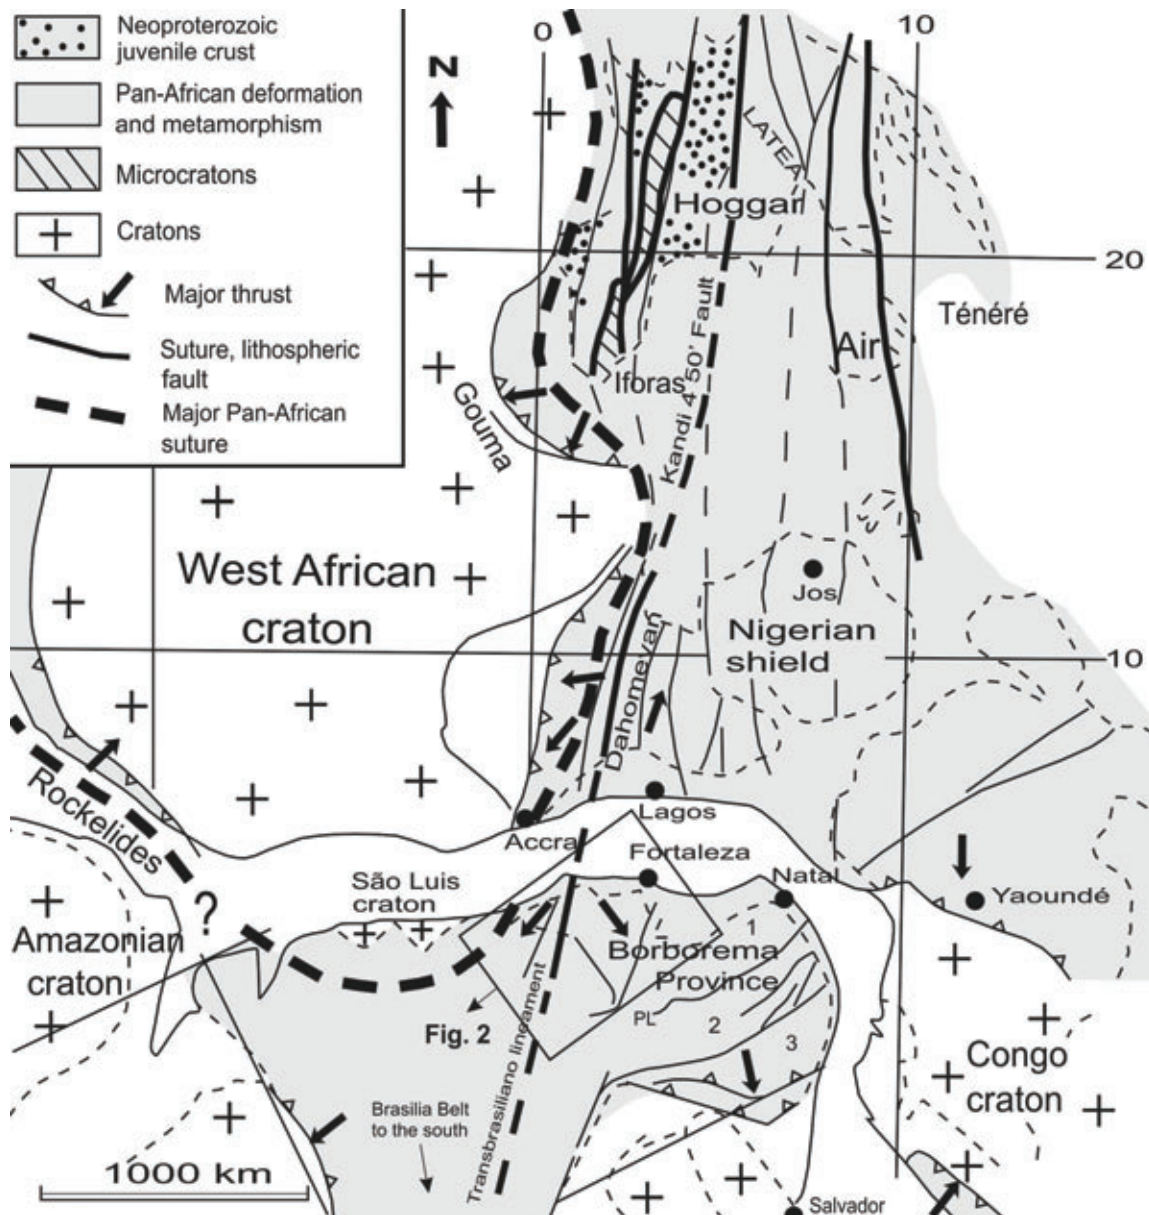 Neoproterozoic
juvenile crust
Pan-African deformation
and metamorphism
Microcratons
Cratons
Major thrust
Suture, lithospheric
fault
Major Pan-African
suture
N
0
10
LATEA
Hoggar
20
Ténéré
Air
Iforas
Kandi 4°50' Fault
Gouma
West African
craton
Jos
Nigerian
shield
10
Dahomeyan
Rockelides
Lagos
Accra
Fortaleza
Natal
Yaoundé
São Luis
craton
?
Amazonian
craton
Borborema
Province
1
PL
2
3
Fig. 2
Transbrasiliano lineament
Congo
craton
Brasilia Belt
to the south
1000 km
Salvador